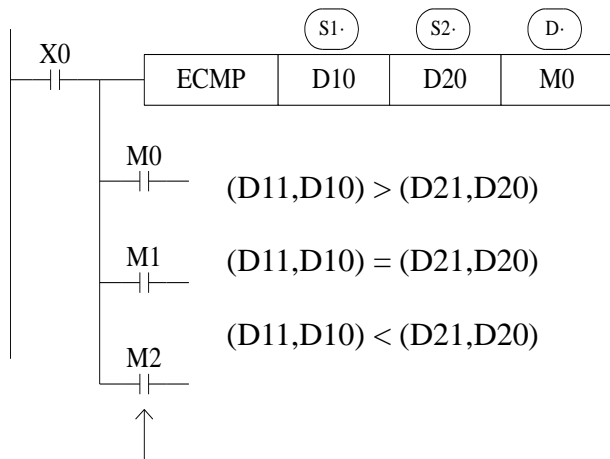 S1· S2· D·
X0
ECMP D10 D20 M0
M0
(D11,D10) > (D21,D20)
M1
(D11,D10) = (D21,D20)
(D11,D10) < (D21,D20)
M2